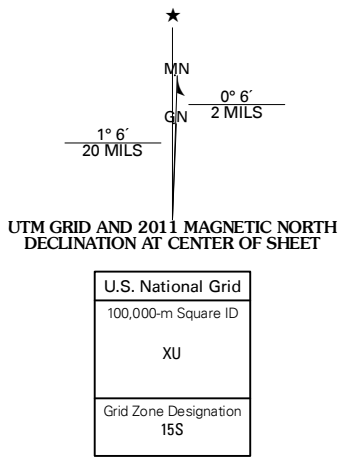 ★
MN
0° 6´
2 MILS
GN
1° 6´
20 MILS
UTM GRID AND 2011 MAGNETIC NORTH
DECLINATION AT CENTER OF SHEET
U.S. National Grid
100,000-m Square ID
XU
Grid Zone Designation
15S